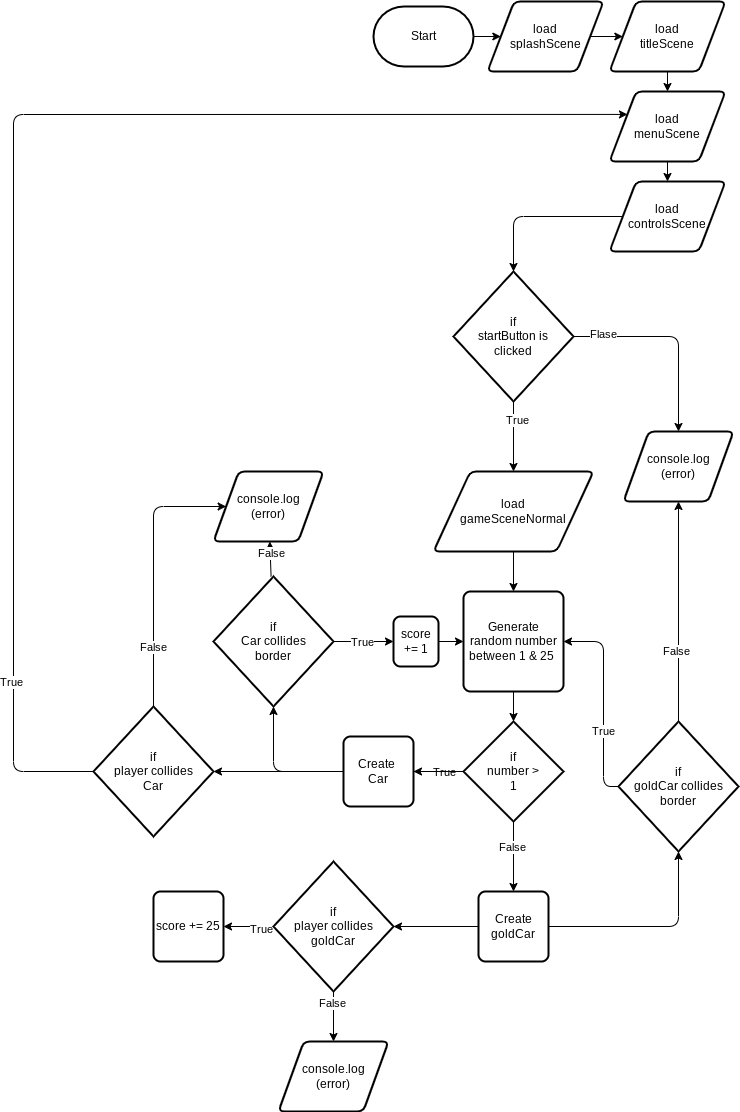 Start
load
splashScene
load
titleScene
load
menuScene
load
controlsScene
if
startButton is
clicked
Flase
True
console.log
(error)
console.log
(error)
load
gameSceneNormal
False
if
Car collides
border
True
score
+= 1
Generate
random number
between 1 & 25
False
False
True
if
player collides
Car
Create
Car
True
if
number >
1
True
if
goldCar collides
border
False
Create
goldCar
if
player collides
goldCar
True
score += 25
False
console.log
(error)